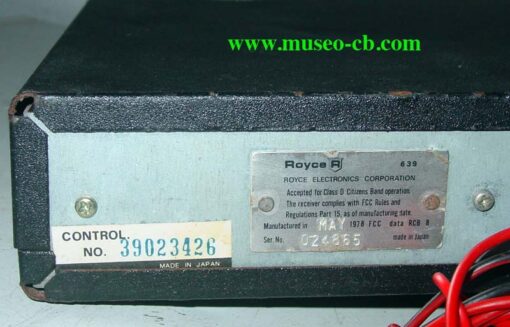 www.museo-cb.com
Royce R 639
ROYCE ELECTRONICS CORPORATION
Accepted for Class D Citizens Band operation
The receiver complies with FCC Rules and
Regulations Part 15, as of manufacturing date.
Manufactured in MAY 1978 FCC data RCB 8
Ser No. 024865 made in Japan
CONTROL
NO. 39023426
MADE IN JAPAN